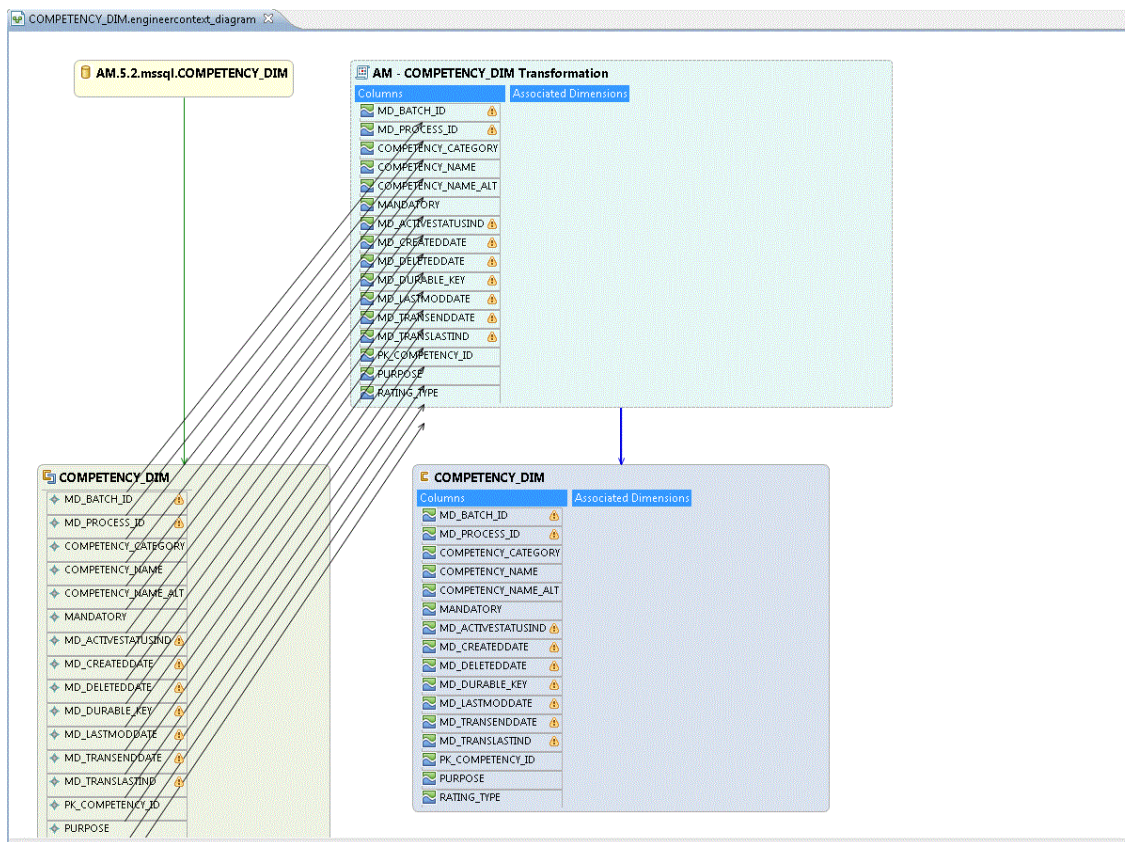 COMPETENCY_DIM.engineercontext_diagram
AM.5.2.mssql.COMPETENCY_DIM
AM - COMPETENCY_DIM Transformation
Columns
Associated Dimensions
MD_BATCH_ID
MD_PROCESS_ID
COMPETENCY_CATEGORY
COMPETENCY_NAME
COMPETENCY_NAME_ALT
MANDATORY
MD_ACTIVESTATUSIND
MD_CREATEDDATE
MD_DELETEDDATE
MD_DURABLE_KEY
MD_LASTMODDATE
MD_TRANSENDDATE
MD_TRANSLASTIND
PK_COMPETENCY_ID
PURPOSE
RATING_TYPE
COMPETENCY_DIM
MD_BATCH_ID
MD_PROCESS_ID
COMPETENCY_CATEGORY
COMPETENCY_NAME
COMPETENCY_NAME_ALT
MANDATORY
MD_ACTIVESTATUSIND
MD_CREATEDDATE
MD_DELETEDDATE
MD_DURABLE_KEY
MD_LASTMODDATE
MD_TRANSENDDATE
MD_TRANSLASTIND
PK_COMPETENCY_ID
PURPOSE
COMPETENCY_DIM
Columns
Associated Dimensions
MD_BATCH_ID
MD_PROCESS_ID
COMPETENCY_CATEGORY
COMPETENCY_NAME
COMPETENCY_NAME_ALT
MANDATORY
MD_ACTIVESTATUSIND
MD_CREATEDDATE
MD_DELETEDDATE
MD_DURABLE_KEY
MD_LASTMODDATE
MD_TRANSENDDATE
MD_TRANSLASTIND
PK_COMPETENCY_ID
PURPOSE
RATING_TYPE